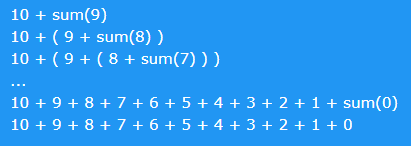 10 + sum(9)
10 + ( 9 + sum(8) )
10 + ( 9 + ( 8 + sum(7) ) )
...
10 + 9 + 8 + 7 + 6 + 5 + 4 + 3 + 2 + 1 + sum(0)
10 + 9 + 8 + 7 + 6 + 5 + 4 + 3 + 2 + 1 + 0